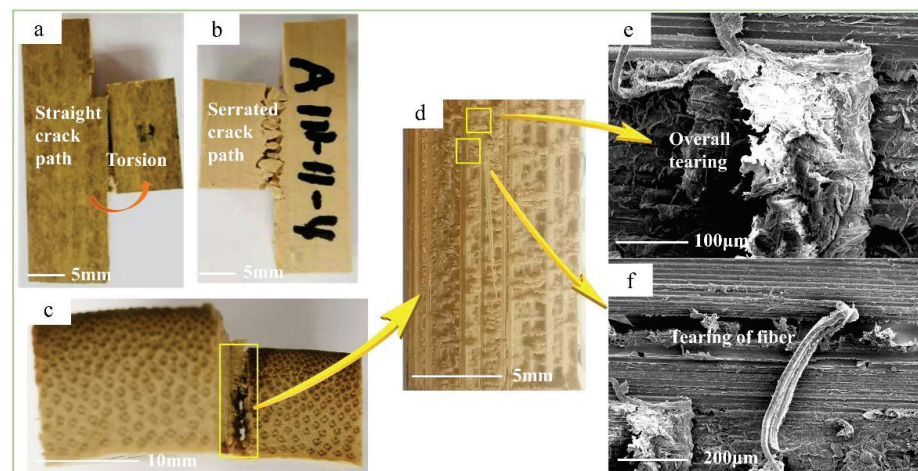 a
Straight
crack
path
Torsion
5mm
b
Serrated
crack
path
5mm
c
10mm
d
5mm
e
Overall
tearing
100μm
f
Tearing of fiber
200μm